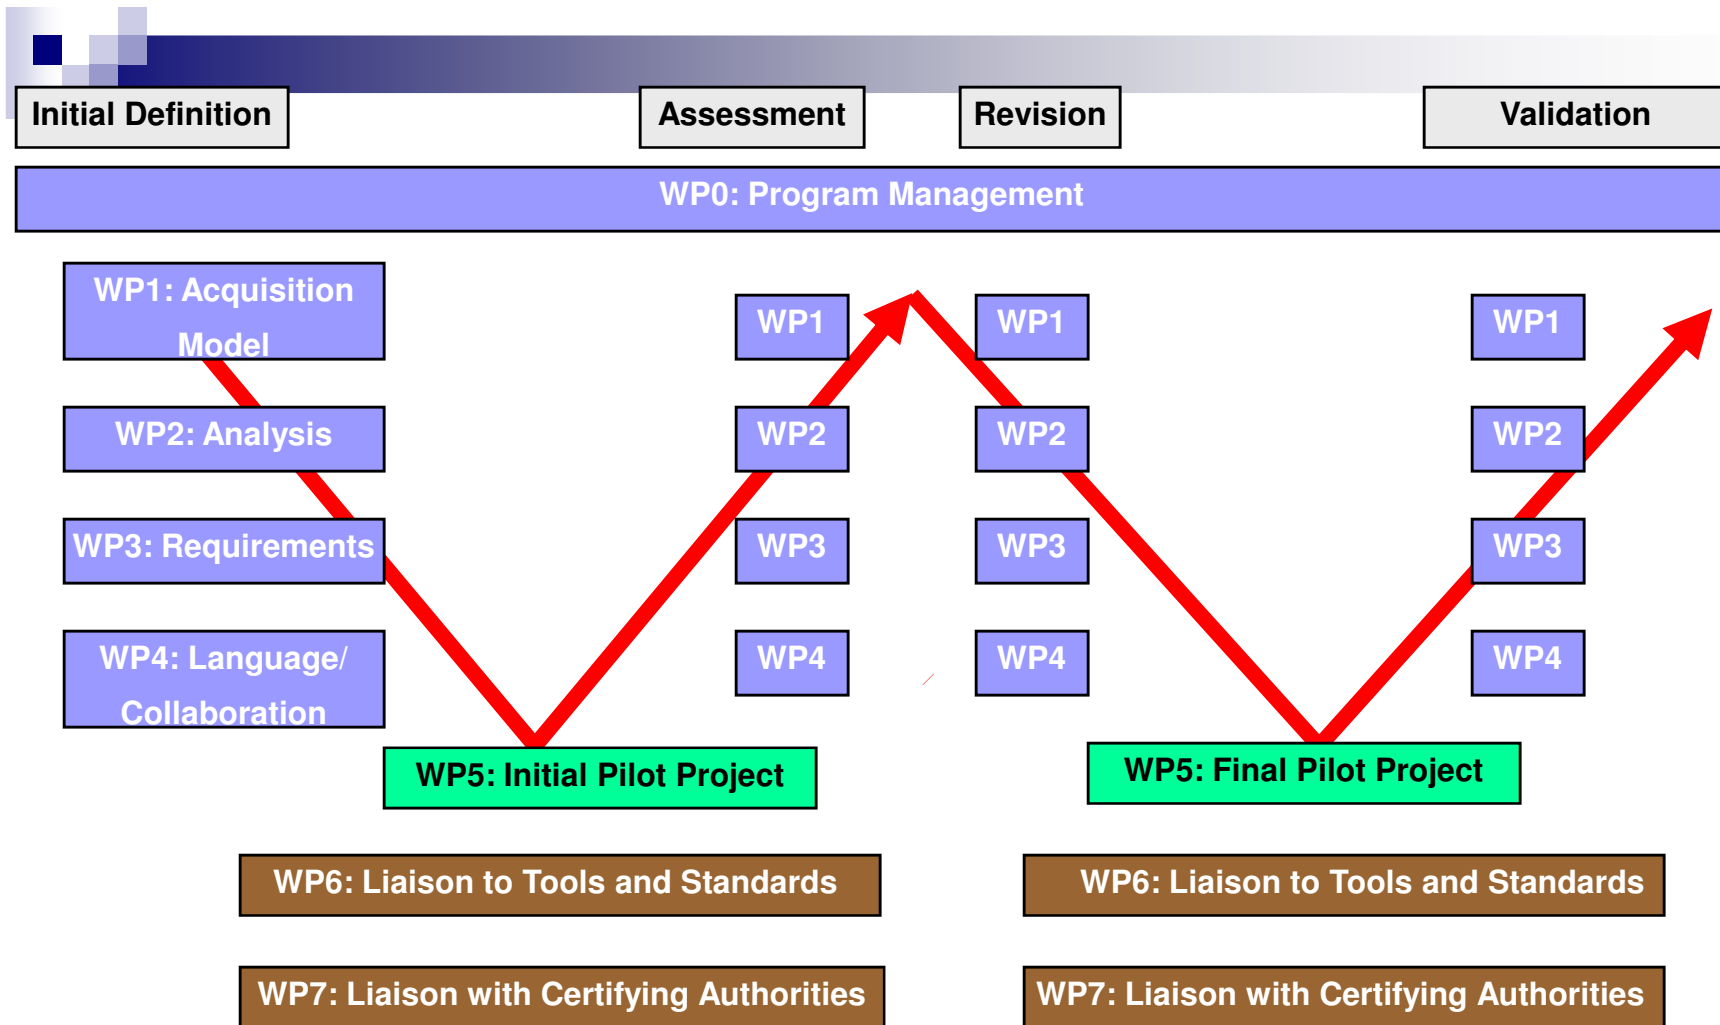 Initial Definition
Assessment
Revision
Validation
WP0: Program Management
WP1: Acquisition
Model
WP1
WP1
WP1
WP2: Analysis
WP2
WP2
WP2
WP3: Requirements
WP3
WP3
WP3
WP4: Language/
Collaboration
WP4
WP4
WP4
WP5: Initial Pilot Project
WP5: Final Pilot Project
WP6: Liaison to Tools and Standards
WP6: Liaison to Tools and Standards
WP7: Liaison with Certifying Authorities
WP7: Liaison with Certifying Authorities